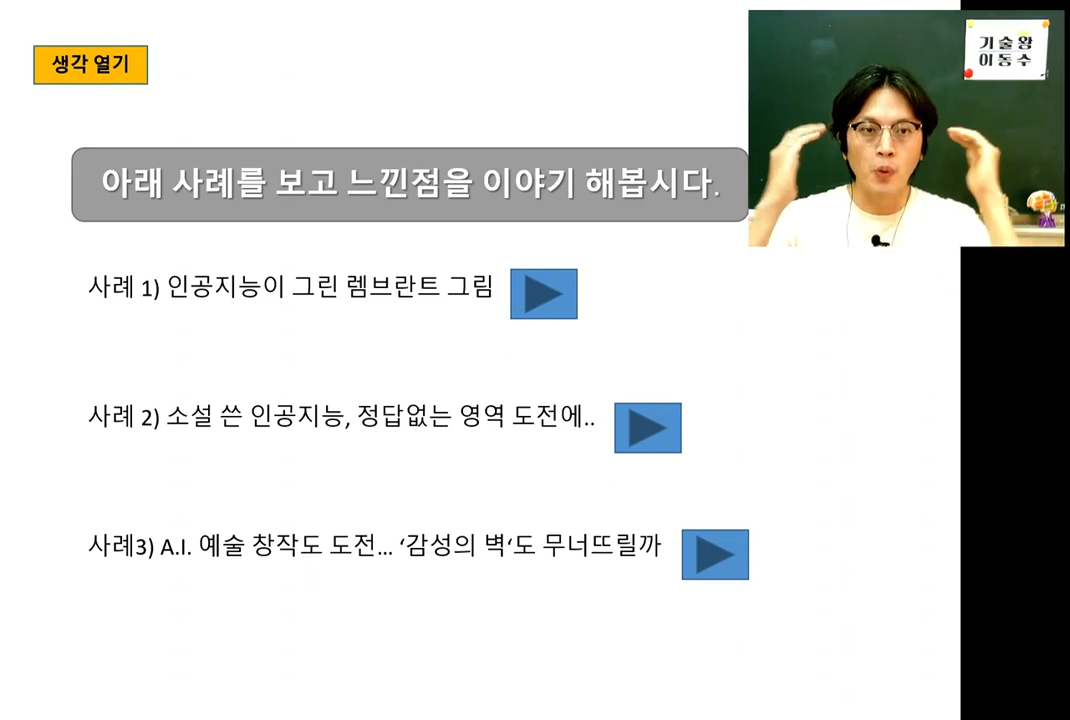 생각 열기
기술왕
이동수
아래 사례를 보고 느낀점을 이야기 해봅시다.
사례 1) 인공지능이 그린 렘브란트 그림
사례 2) 소설 쓴 인공지능, 정답없는 영역 도전에..
사례3) A.I. 예술 창작도 도전... ‘감성의 벽‘도 무너뜨릴까